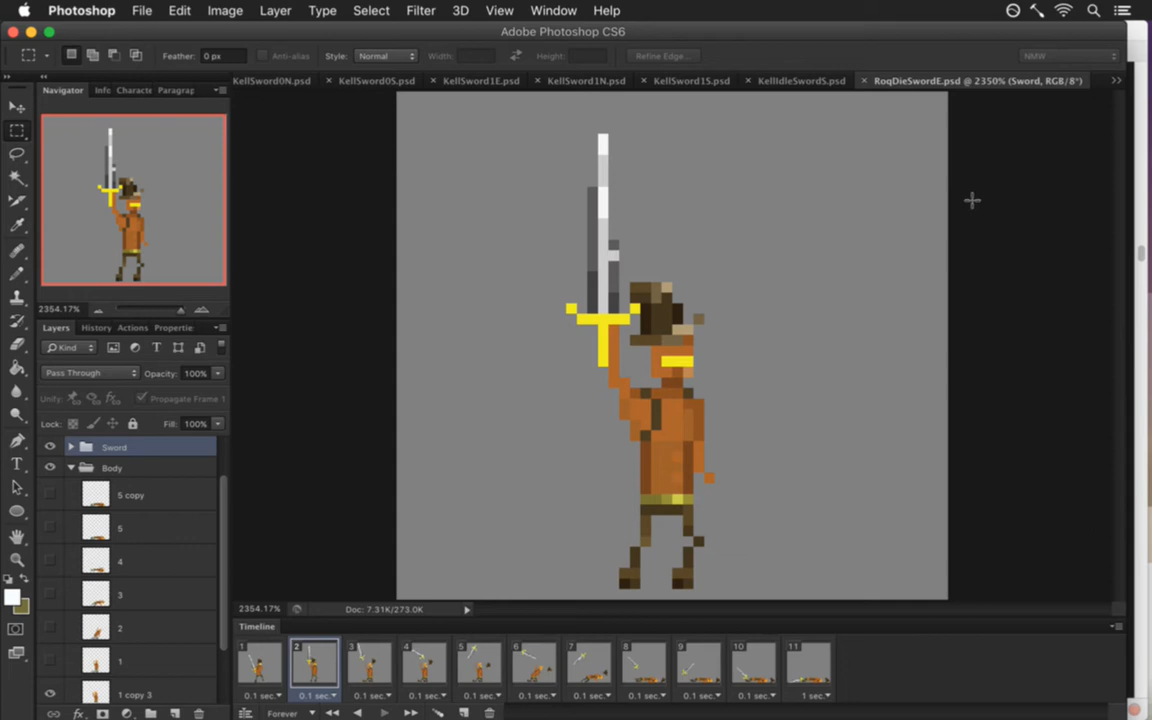 Photoshop File Edit Image Layer Type Select Filter 3D View Window Help
Adobe Photoshop CS6
Feather: 0 px Anti-alias Style: Normal Width: Height: Refine Edge... NMW
KellSword0N.psd × KellSword0S.psd × KellSword1E.psd × KellSword1N.psd × KellSword1S.psd × KellIdleSwordS.psd × RoqDieSwordE.psd @ 2350% (Sword, RGB/8*)
Navigator Info Characte Paragrap
2354.17%
Layers History Actions Propertie
Kind
Pass Through Opacity: 100%
Unify: Propagate Frame 1
Lock: Fill: 100%
Sword
Body
5 copy
5
4
3
2
1
1 copy 3
2354.17% Doc: 7.31K/273.0K
Timeline
1 2 3 4 5 6 7 8 9 10 11
0.1 sec. 0.1 sec. 0.1 sec. 0.1 sec. 0.1 sec. 0.1 sec. 0.1 sec. 0.1 sec. 0.1 sec. 0.1 sec. 1 sec.
Forever